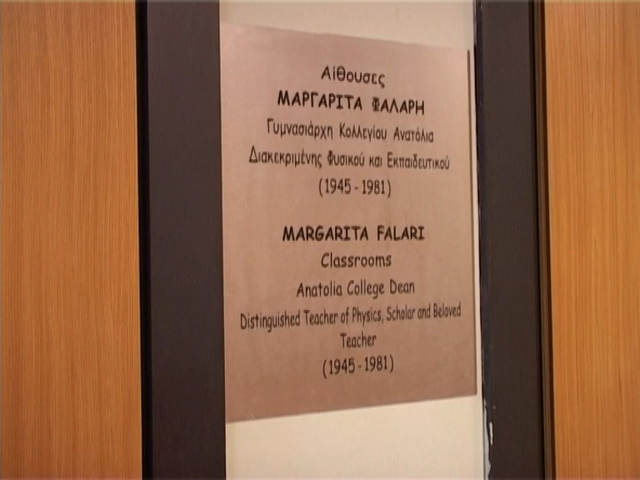 Αίθουσες
ΜΑΡΓΑΡΙΤΑ ΦΑΛΑΡΗ
Γυμνασιάρχη Κολλεγίου Ανατόλια
Διακεκριμένης Φυσικού και Εκπαιδευτικού
(1945 - 1981)
MARGARITA FALARI
Classrooms
Anatolia College Dean
Distinguished Teacher of Physics, Scholar and Beloved
Teacher
(1945 - 1981)